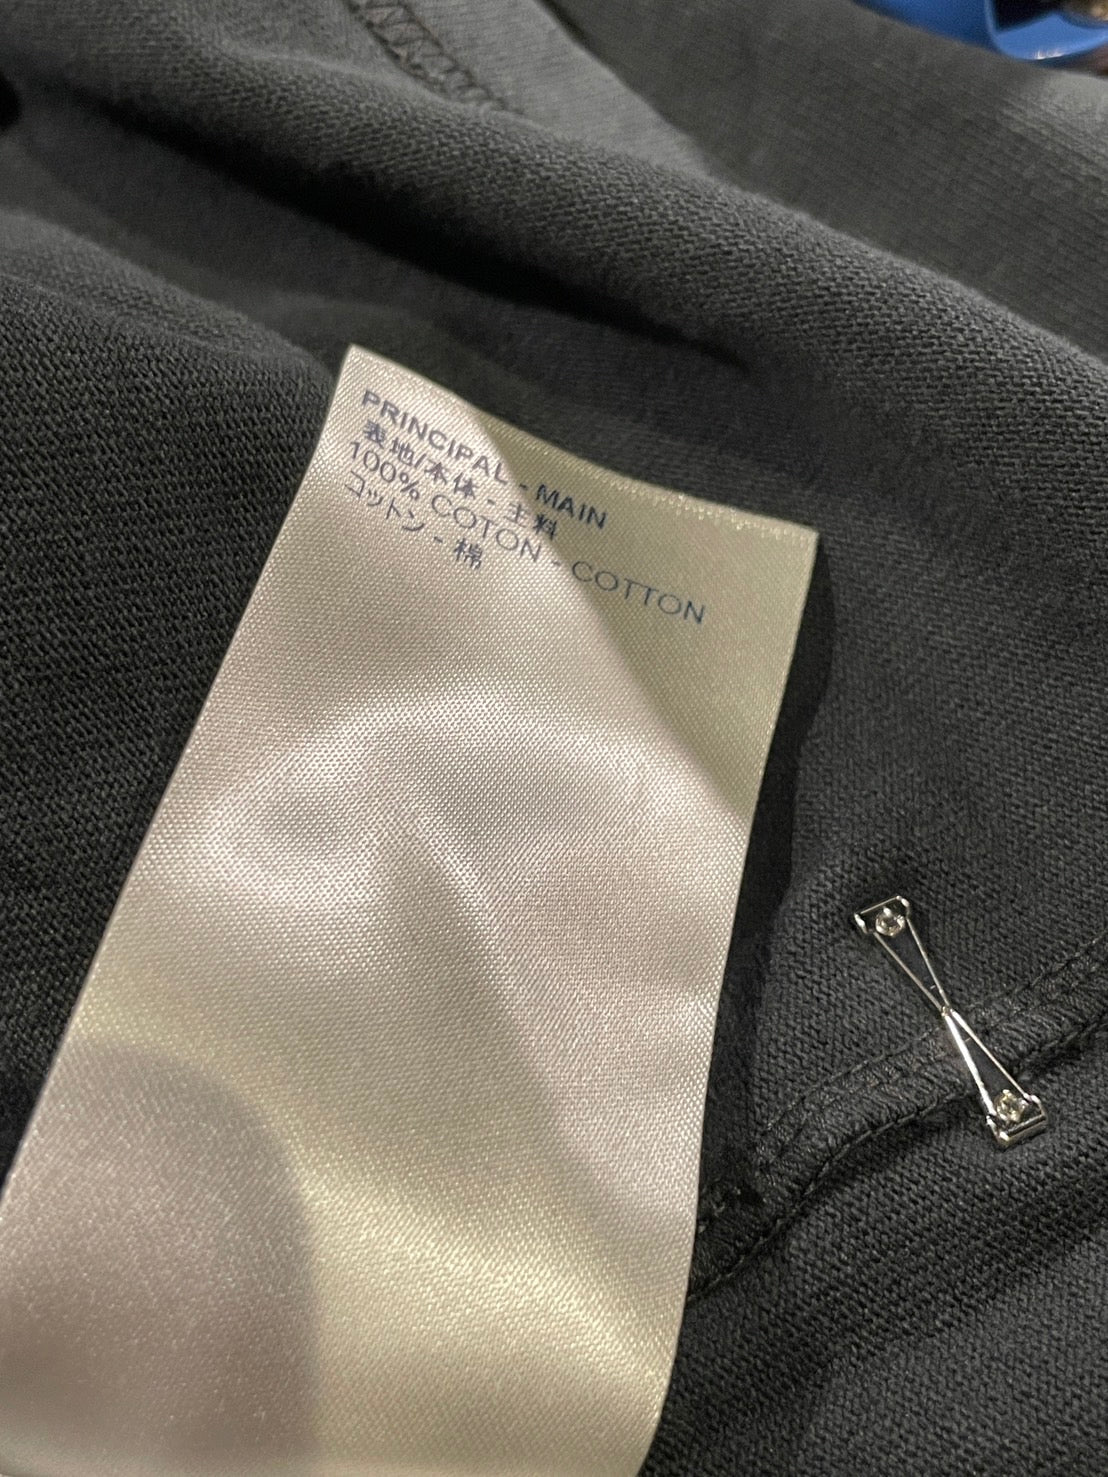 PRINCIPAL - MAIN
表地/本体 - 主料
100% COTON - COTTON
コットン - 棉